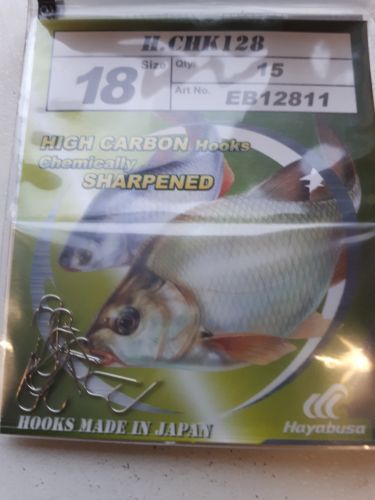 H.CHK128
18 Size Qty. 15
Art No. EB12811
HIGH CARBON Hooks
Chemically
SHARPENED
Hayabusa
HOOKS MADE IN JAPAN